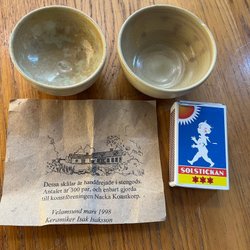 Dessa skålar är handdrejade i stengods.
Antalet är 300 par, och enbart gjorda
till konstföreningen Nacka Konstkorp.
Velamsund mars 1998
Keramiker Isak Isaksson
SOLSTICKAN